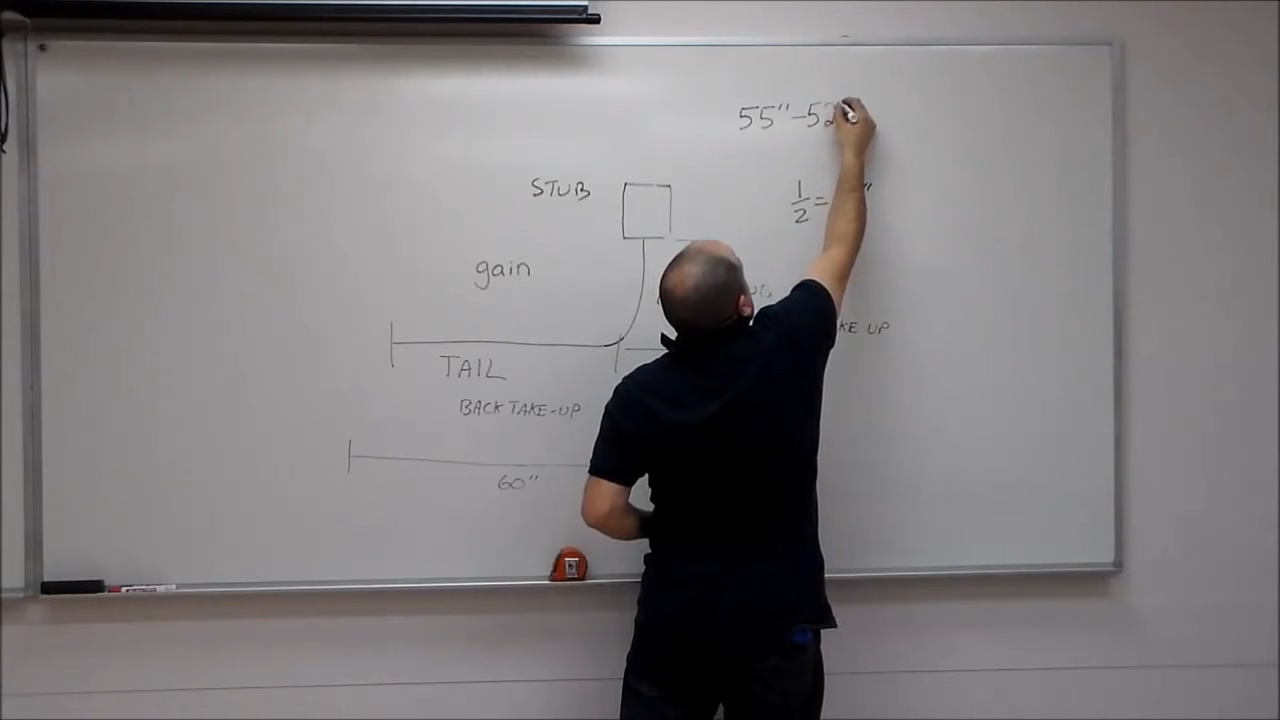 55" – 52
STUB
1/2 =
gain
KE UP
TAIL
BACK TAKE-UP
60"